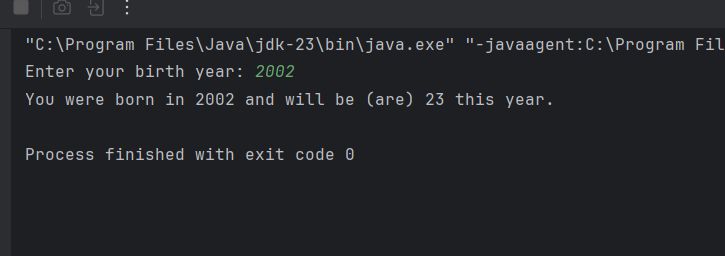 "C:\Program Files\Java\jdk-23\bin\java.exe" "-javaagent:C:\Program Fil
Enter your birth year: 2002
You were born in 2002 and will be (are) 23 this year.
Process finished with exit code 0